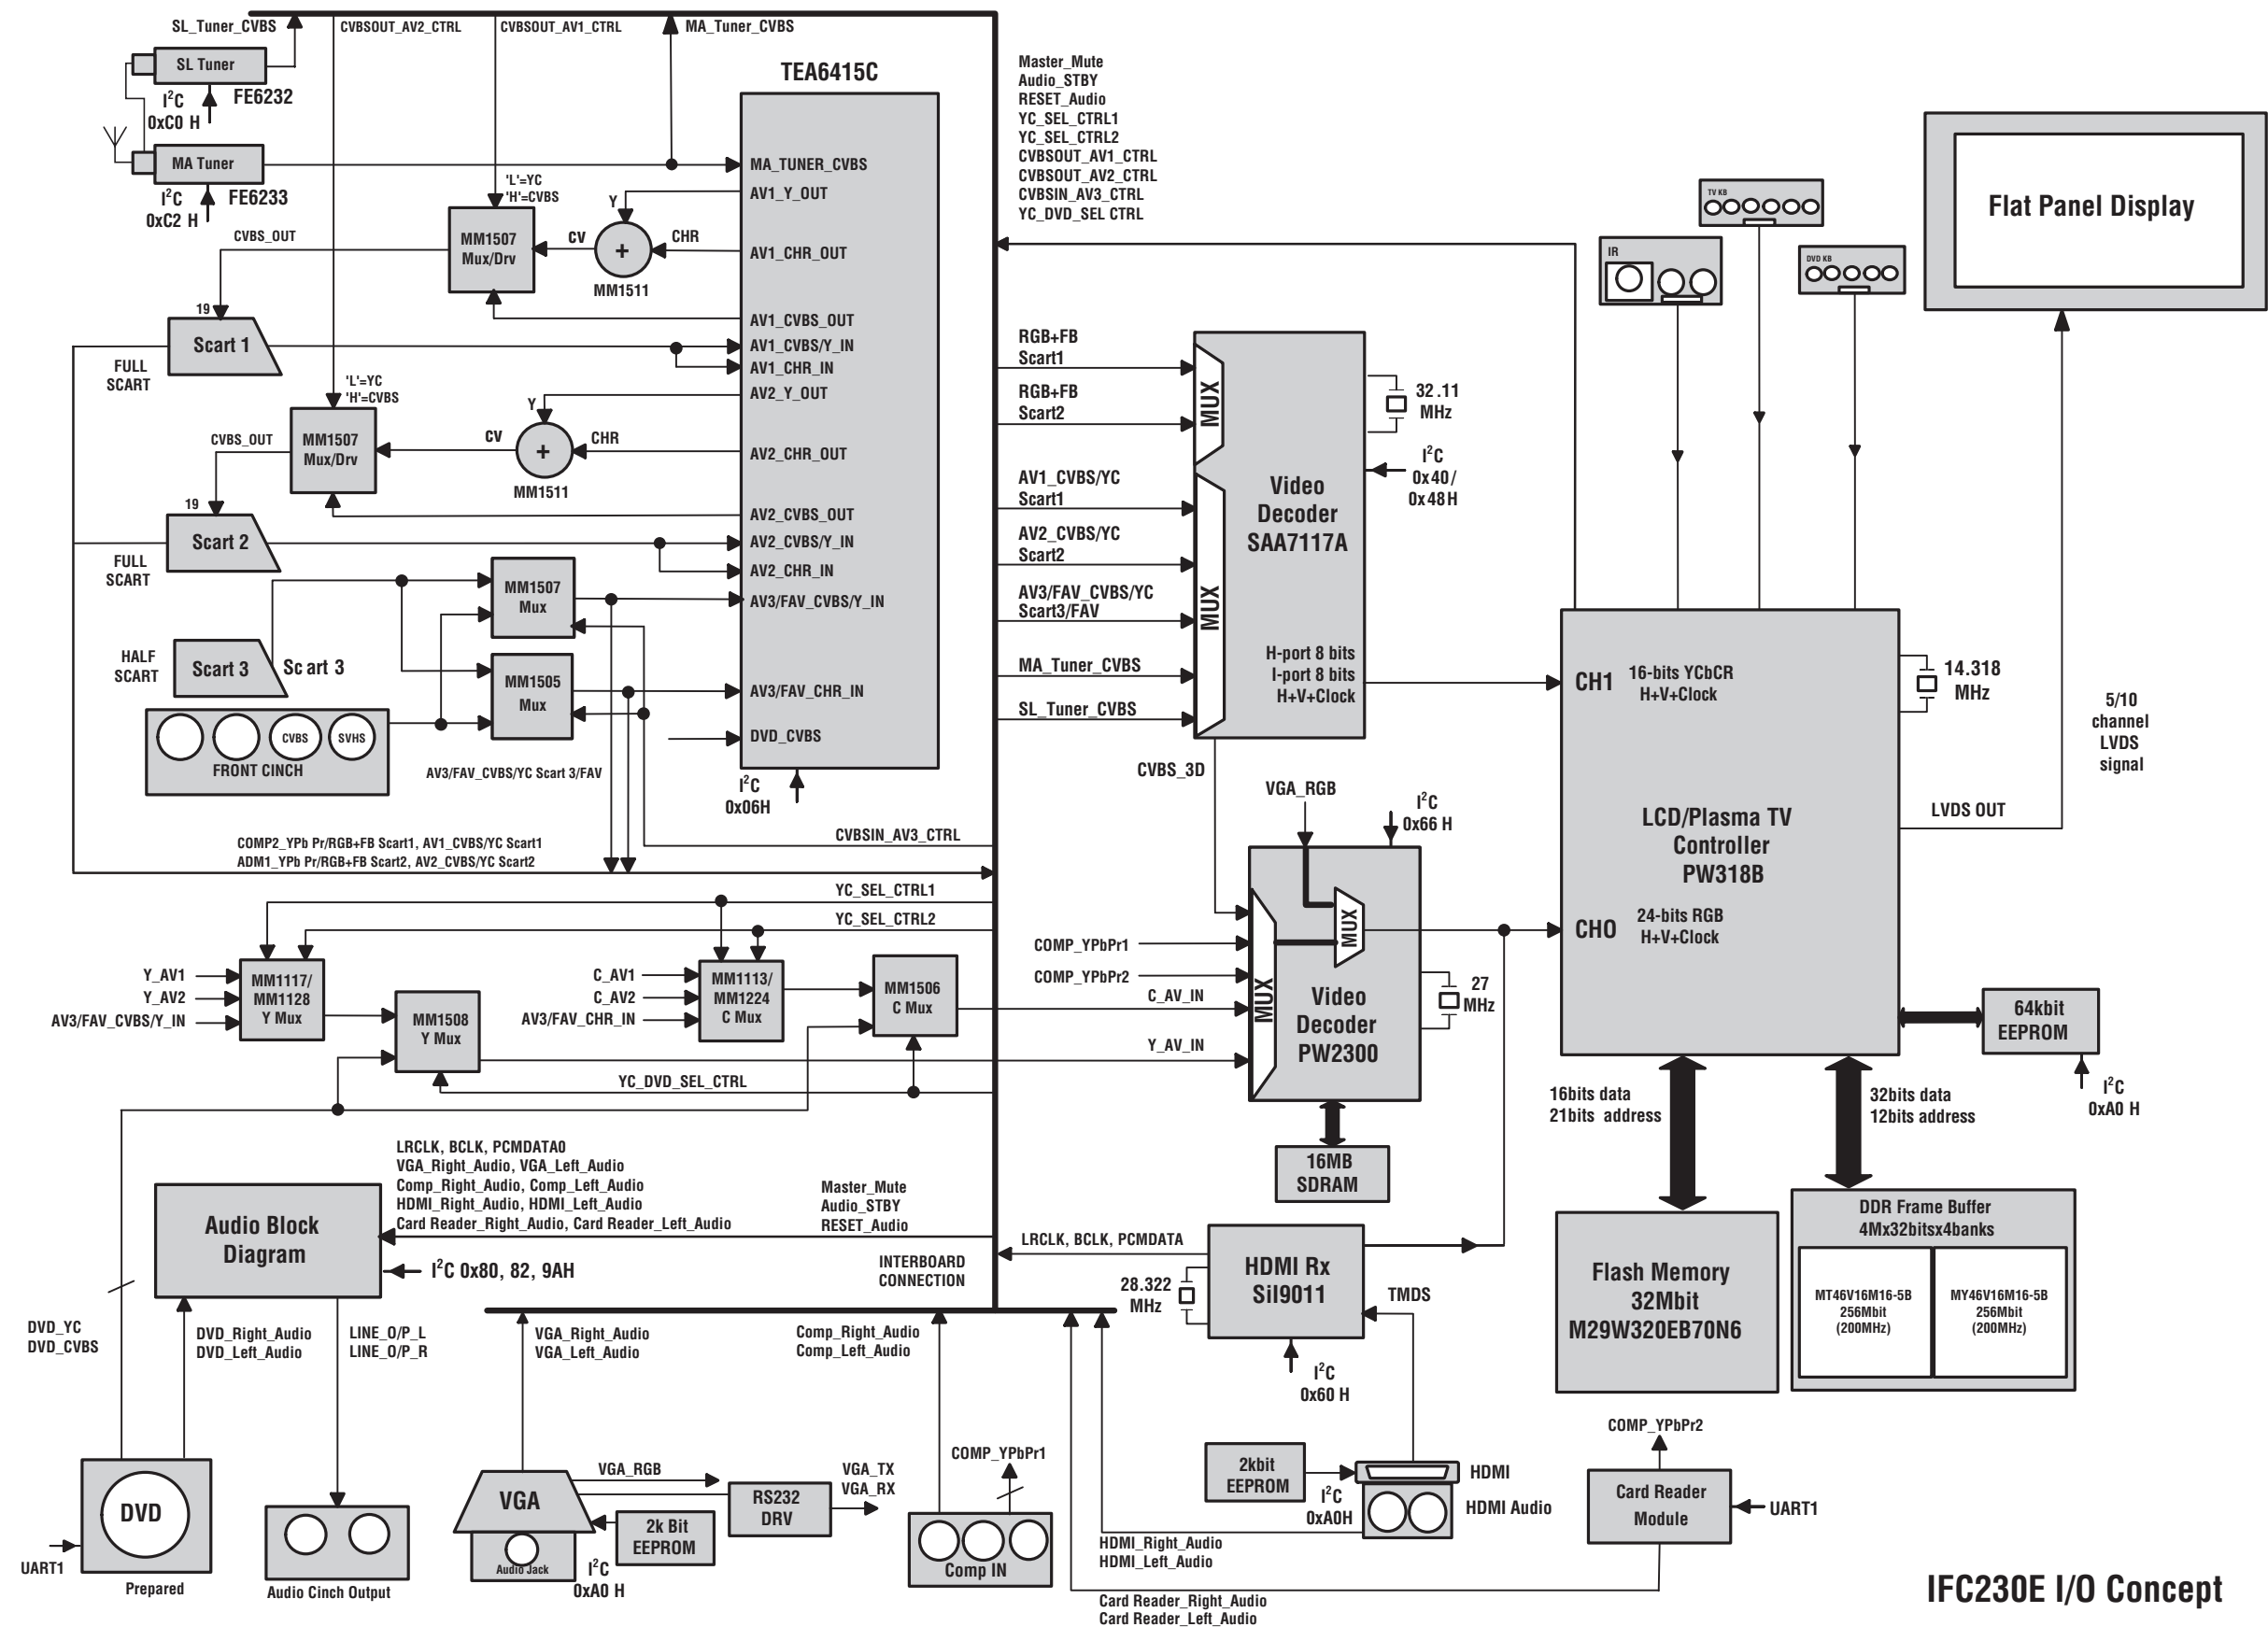 SL_Tuner_CVBS
CVBSOUT_AV2_CTRL
CVBSOUT_AV1_CTRL
MA_Tuner_CVBS
SL Tuner
I²C
0xC0 H
FE6232
MA Tuner
I²C
0xC2 H
FE6233
TEA6415C
MA_TUNER_CVBS
AV1_Y_OUT
AV1_CHR_OUT
AV1_CVBS_OUT
AV1_CVBS/Y_IN
AV1_CHR_IN
AV2_Y_OUT
AV2_CHR_OUT
AV2_CVBS_OUT
AV2_CVBS/Y_IN
AV2_CHR_IN
AV3/FAV_CVBS/Y_IN
AV3/FAV_CHR_IN
DVD_CVBS
I²C
0x06H
'L'=YC
'H'=CVBS
MM1507
Mux/Drv
CV
Y
+
CHR
MM1511
CVBS_OUT
19
Scart 1
FULL
SCART
'L'=YC
'H'=CVBS
MM1507
Mux/Drv
CV
Y
+
CHR
MM1511
CVBS_OUT
19
Scart 2
FULL
SCART
MM1507
Mux
HALF
SCART
Scart 3
Sc art 3
MM1505
Mux
CVBS
SVHS
FRONT CINCH
AV3/FAV_CVBS/YC Scart 3/FAV
COMP2_YPb Pr/RGB+FB Scart1, AV1_CVBS/YC Scart1
ADM1_YPb Pr/RGB+FB Scart2, AV2_CVBS/YC Scart2
CVBSIN_AV3_CTRL
YC_SEL_CTRL1
YC_SEL_CTRL2
Y_AV1
Y_AV2
AV3/FAV_CVBS/Y_IN
MM1117/
MM1128
Y Mux
MM1508
Y Mux
C_AV1
C_AV2
AV3/FAV_CHR_IN
MM1113/
MM1224
C Mux
MM1506
C Mux
YC_DVD_SEL_CTRL
LRCLK, BCLK, PCMDATA0
VGA_Right_Audio, VGA_Left_Audio
Comp_Right_Audio, Comp_Left_Audio
HDMI_Right_Audio, HDMI_Left_Audio
Card Reader_Right_Audio, Card Reader_Left_Audio
Master_Mute
Audio_STBY
RESET_Audio
Audio Block
Diagram
I²C 0x80, 82, 9AH
INTERBOARD
CONNECTION
DVD_YC
DVD_CVBS
DVD_Right_Audio
DVD_Left_Audio
LINE_O/P_L
LINE_O/P_R
VGA_Right_Audio
VGA_Left_Audio
Comp_Right_Audio
Comp_Left_Audio
DVD
UART1
Prepared
Audio Cinch Output
VGA
Audio Jack
VGA_RGB
2k Bit
EEPROM
I²C
0xA0 H
RS232
DRV
VGA_TX
VGA_RX
COMP_YPbPr1
Comp IN
Master_Mute
Audio_STBY
RESET_Audio
YC_SEL_CTRL1
YC_SEL_CTRL2
CVBSOUT_AV1_CTRL
CVBSOUT_AV2_CTRL
CVBSIN_AV3_CTRL
YC_DVD_SEL CTRL
RGB+FB
Scart1
RGB+FB
Scart2
AV1_CVBS/YC
Scart1
AV2_CVBS/YC
Scart2
AV3/FAV_CVBS/YC
Scart3/FAV
MA_Tuner_CVBS
SL_Tuner_CVBS
MUX
MUX
Video
Decoder
SAA7117A
H-port 8 bits
I-port 8 bits
H+V+Clock
32.11
MHz
I²C
0x40/
0x48H
CVBS_3D
VGA_RGB
I²C
0x66 H
COMP_YPbPr1
COMP_YPbPr2
C_AV_IN
Y_AV_IN
MUX
MUX
Video
Decoder
PW2300
27
MHz
16MB
SDRAM
LRCLK, BCLK, PCMDATA
28.322
MHz
HDMI Rx
SiI9011
TMDS
I²C
0x60 H
2kbit
EEPROM
I²C
0xA0H
HDMI
HDMI Audio
HDMI_Right_Audio
HDMI_Left_Audio
Card Reader_Right_Audio
Card Reader_Left_Audio
IR
TV KB
DVD KB
Flat Panel Display
CH1
16-bits YCbCR
H+V+Clock
14.318
MHz
5/10
channel
LVDS
signal
LCD/Plasma TV
Controller
PW318B
LVDS OUT
CHO
24-bits RGB
H+V+Clock
64kbit
EEPROM
I²C
0xA0 H
16bits data
21bits address
32bits data
12bits address
Flash Memory
32Mbit
M29W320EB70N6
DDR Frame Buffer
4Mx32bitsx4banks
MT46V16M16-5B
256Mbit
(200MHz)
MY46V16M16-5B
256Mbit
(200MHz)
COMP_YPbPr2
Card Reader
Module
UART1
IFC230E I/O Concept